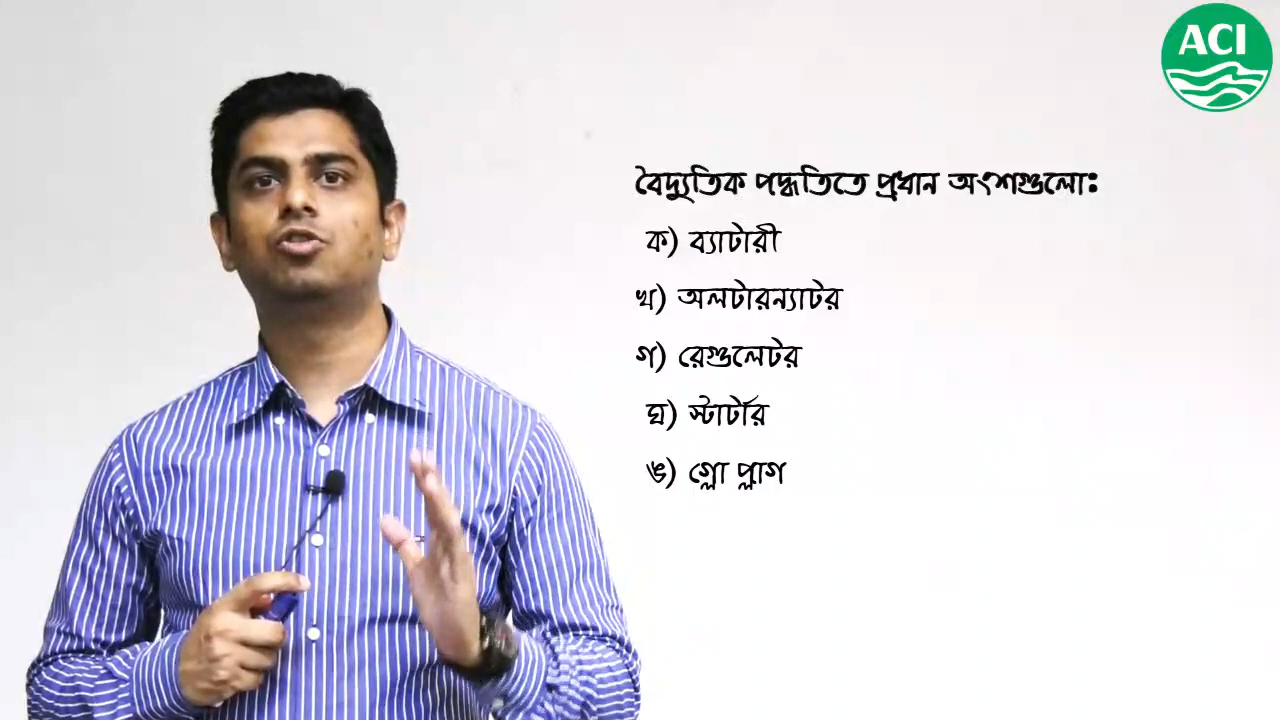 ACI
বৈদ্যুতিক পদ্ধতিতে প্রধান অংশগুলোঃ
ক) ব্যাটারী
খ) অলটারন্যাটর
গ) রেগুলেটর
ঘ) স্টার্টার
ঙ) গ্লো প্লাগ